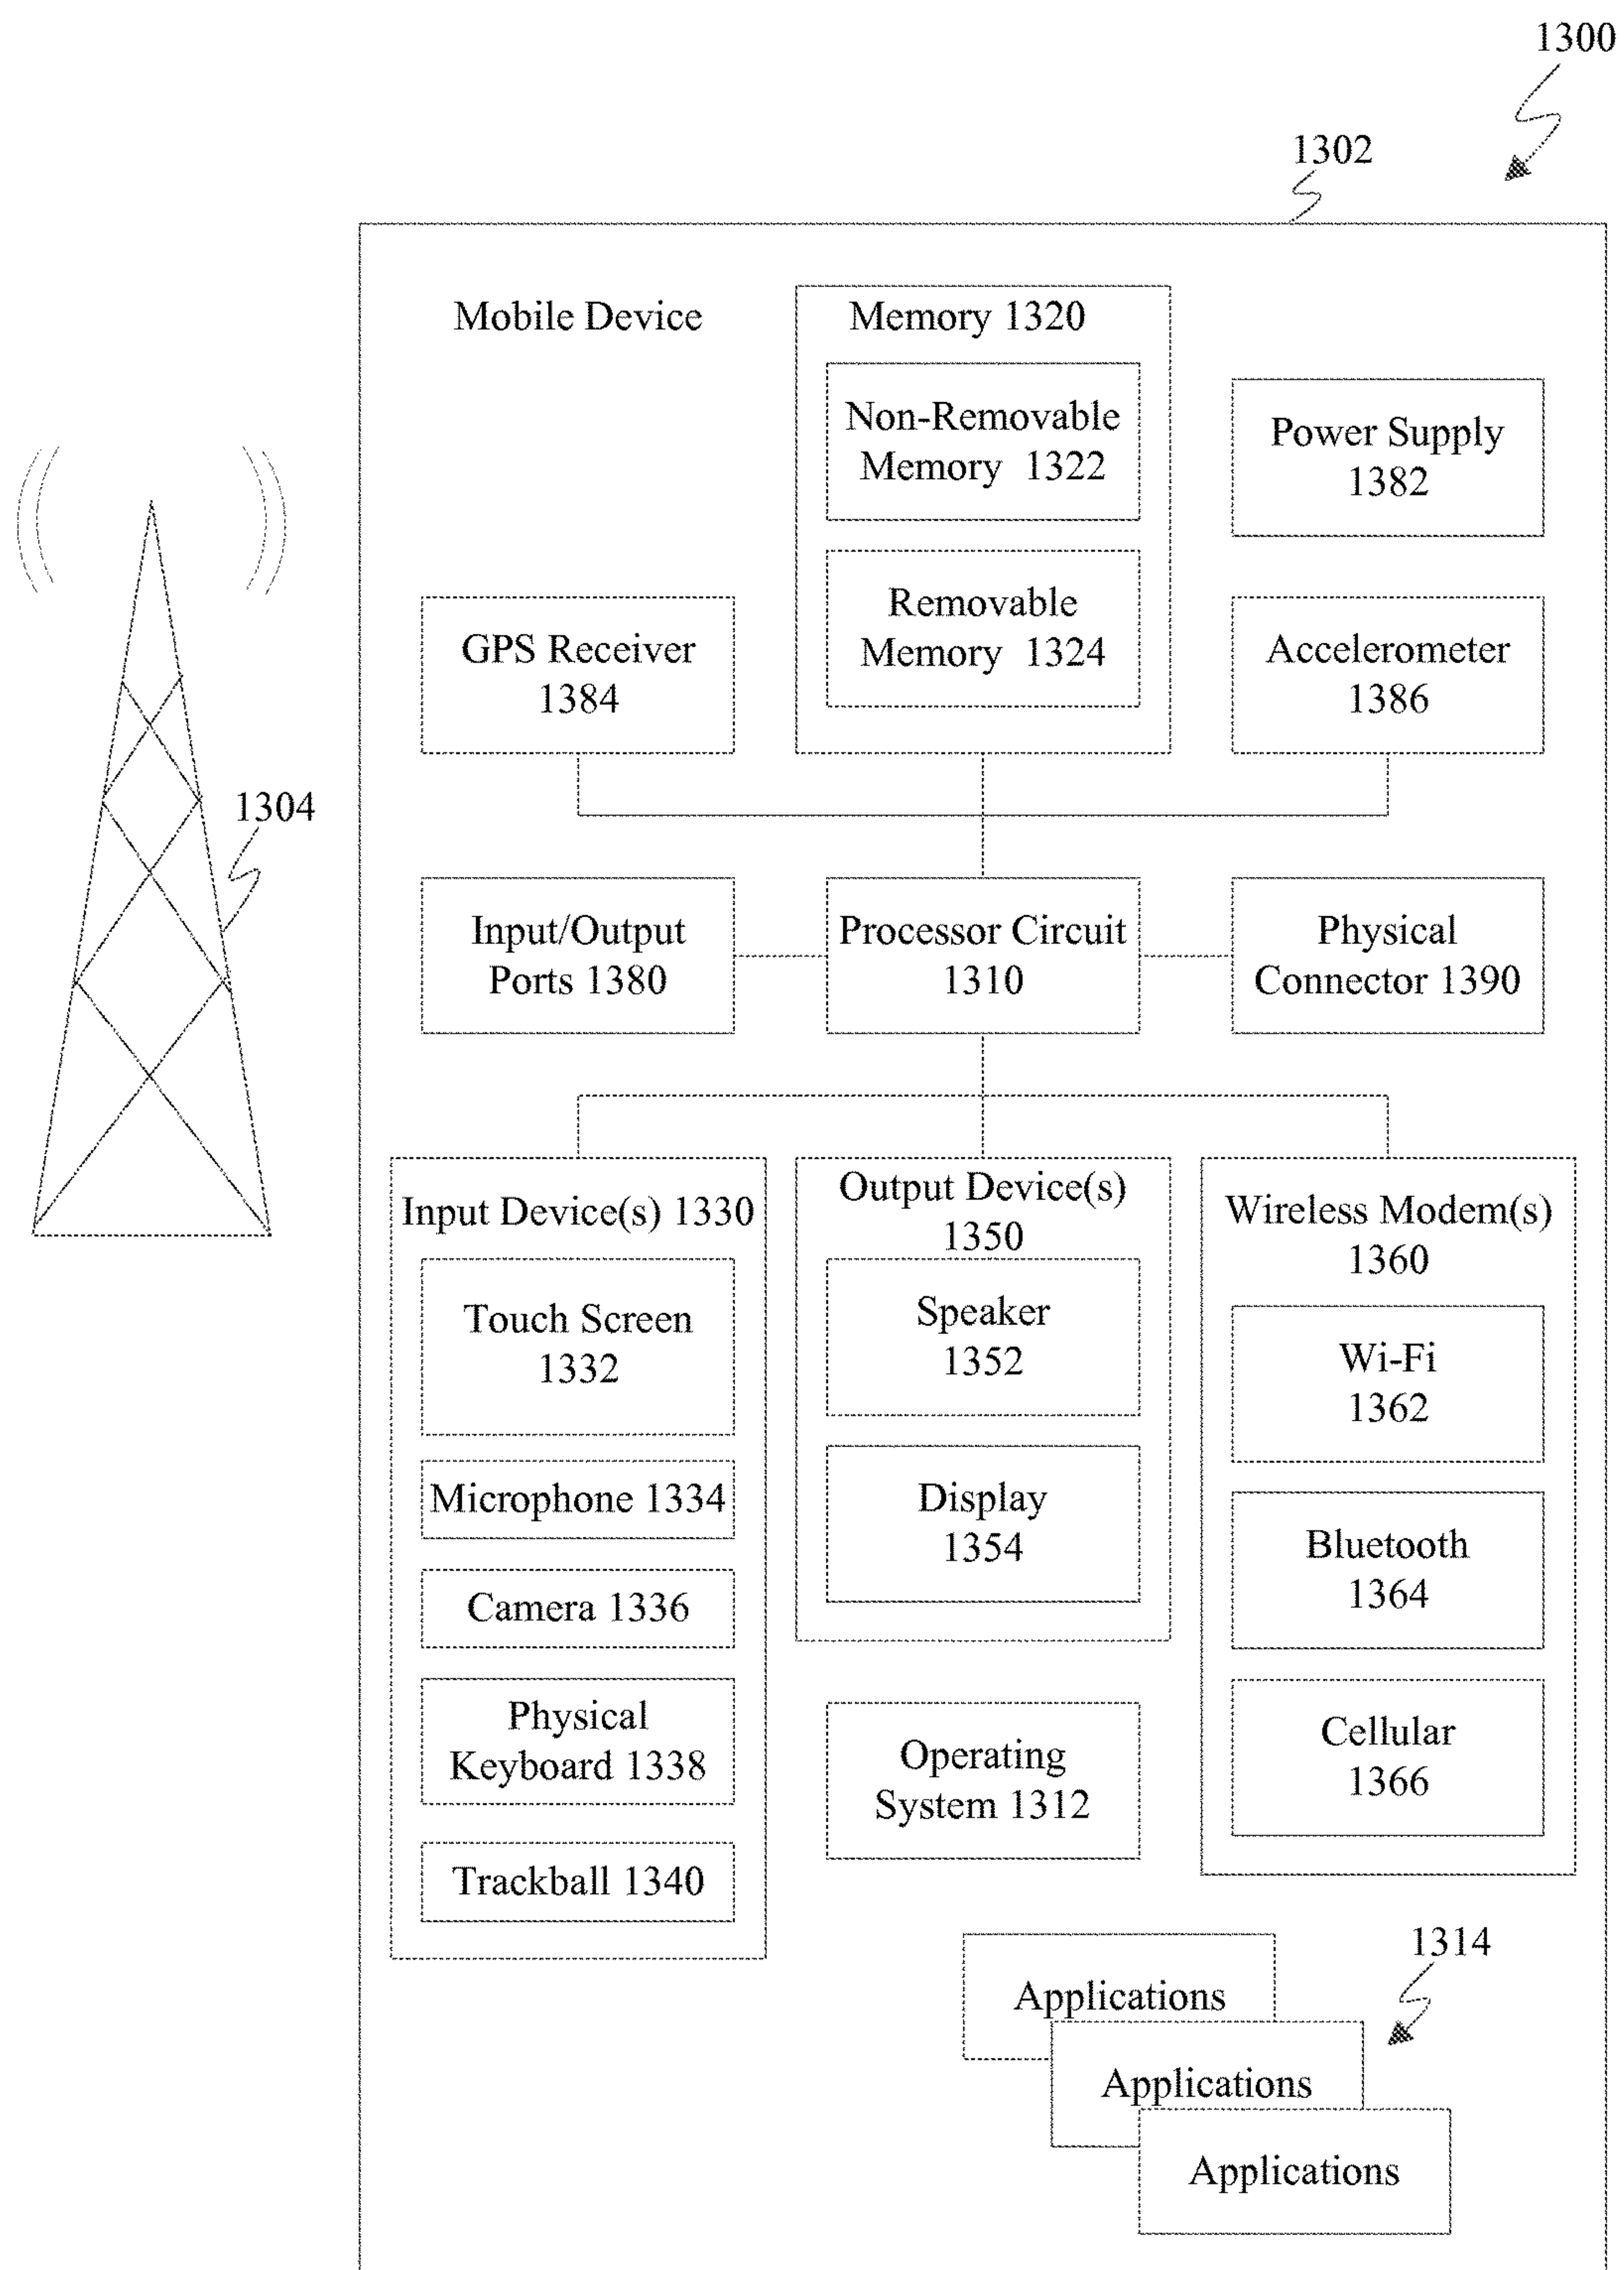 1300
1302
Mobile Device
Memory 1320
Non-Removable
Memory 1322
Power Supply
1382
Removable
Memory 1324
GPS Receiver
1384
Accelerometer
1386
1304
Input/Output
Ports 1380
Processor Circuit
1310
Physical
Connector 1390
Input Device(s) 1330
Touch Screen
1332
Microphone 1334
Camera 1336
Physical
Keyboard 1338
Trackball 1340
Output Device(s)
1350
Speaker
1352
Display
1354
Operating
System 1312
Wireless Modem(s)
1360
Wi-Fi
1362
Bluetooth
1364
Cellular
1366
1314
Applications
Applications
Applications